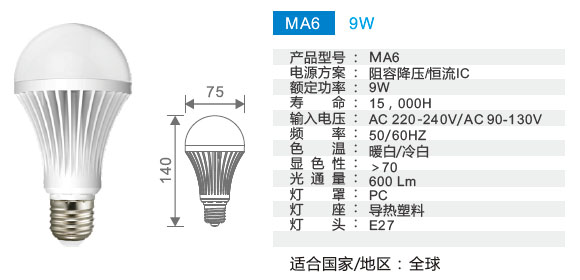 MA6 9W
75
140
产品型号： MA6
电源方案： 阻容降压/恒流IC
额定功率： 9W
寿 命： 15，000H
输入电压： AC 220-240V/AC 90-130V
频 率： 50/60HZ
色 温： 暖白/冷白
显 色 性： ＞70
光 通 量： 600 Lm
灯 罩： PC
灯 座： 导热塑料
灯 头： E27
适合国家/地区：全球